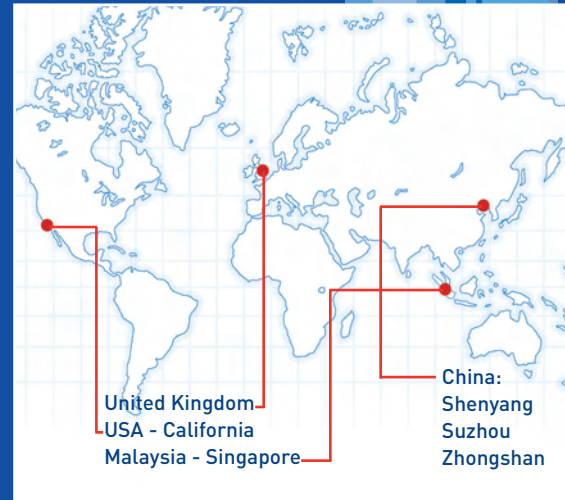 United Kingdom
USA - California
Malaysia - Singapore
China:
Shenyang
Suzhou
Zhongshan